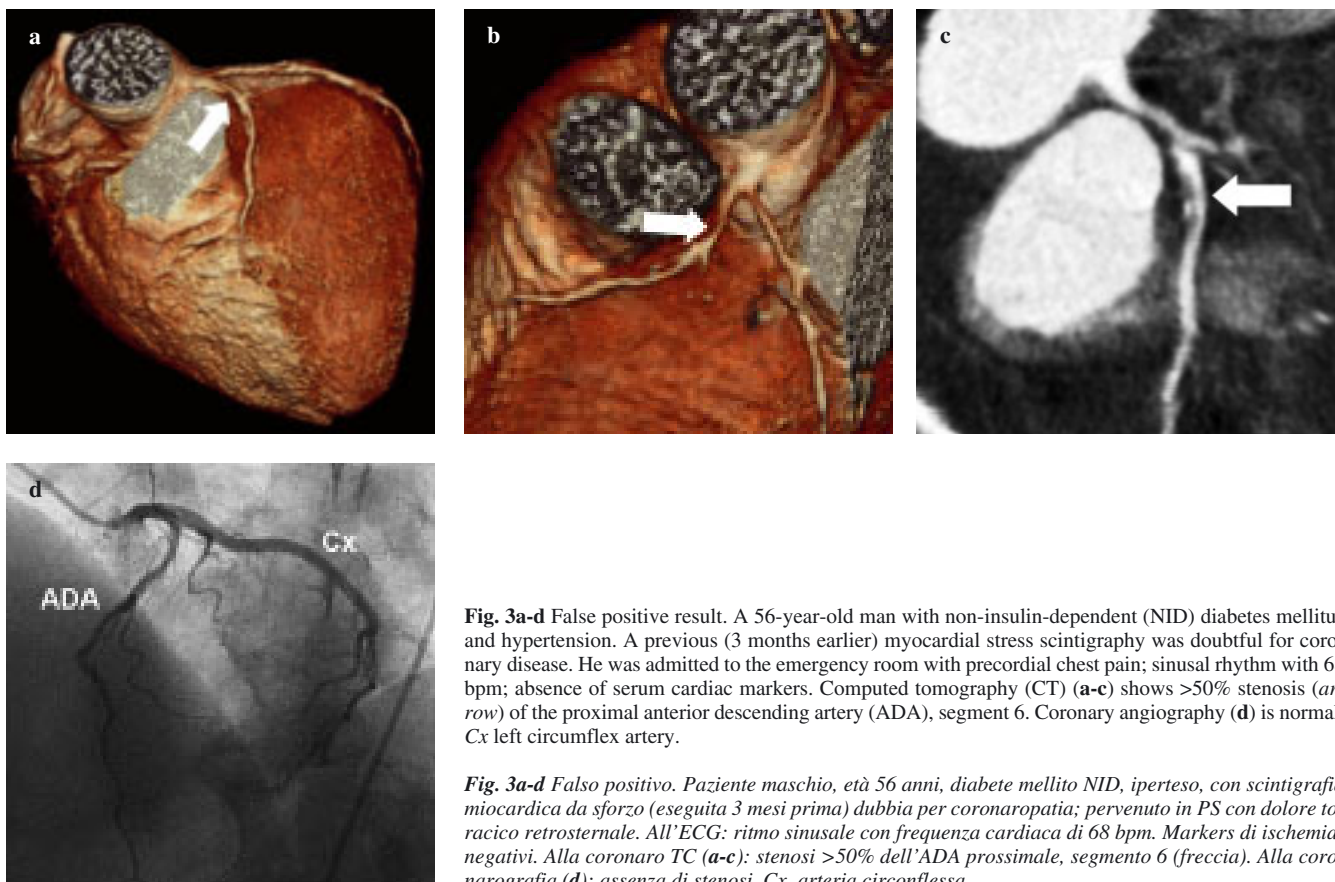 a
b
c
d
Cx
ADA
Fig. 3a-d False positive result. A 56-year-old man with non-insulin-dependent (NID) diabetes mellitu
and hypertension. A previous (3 months earlier) myocardial stress scintigraphy was doubtful for coro
nary disease. He was admitted to the emergency room with precordial chest pain; sinusal rhythm with 6
bpm; absence of serum cardiac markers. Computed tomography (CT) (a-c) shows >50% stenosis (ar
row) of the proximal anterior descending artery (ADA), segment 6. Coronary angiography (d) is normal
Cx left circumflex artery.
Fig. 3a-d Falso positivo. Paziente maschio, età 56 anni, diabete mellito NID, iperteso, con scintigrafia
miocardica da sforzo (eseguita 3 mesi prima) dubbia per coronaropatia; pervenuto in PS con dolore to
racico retrosternale. All'ECG: ritmo sinusale con frequenza cardiaca di 68 bpm. Markers di ischemia
negativi. Alla coronaro TC (a-c): stenosi >50% dell'ADA prossimale, segmento 6 (freccia). Alla coro
narografia (d): assenza di stenosi. Cx, arteria circonflessa